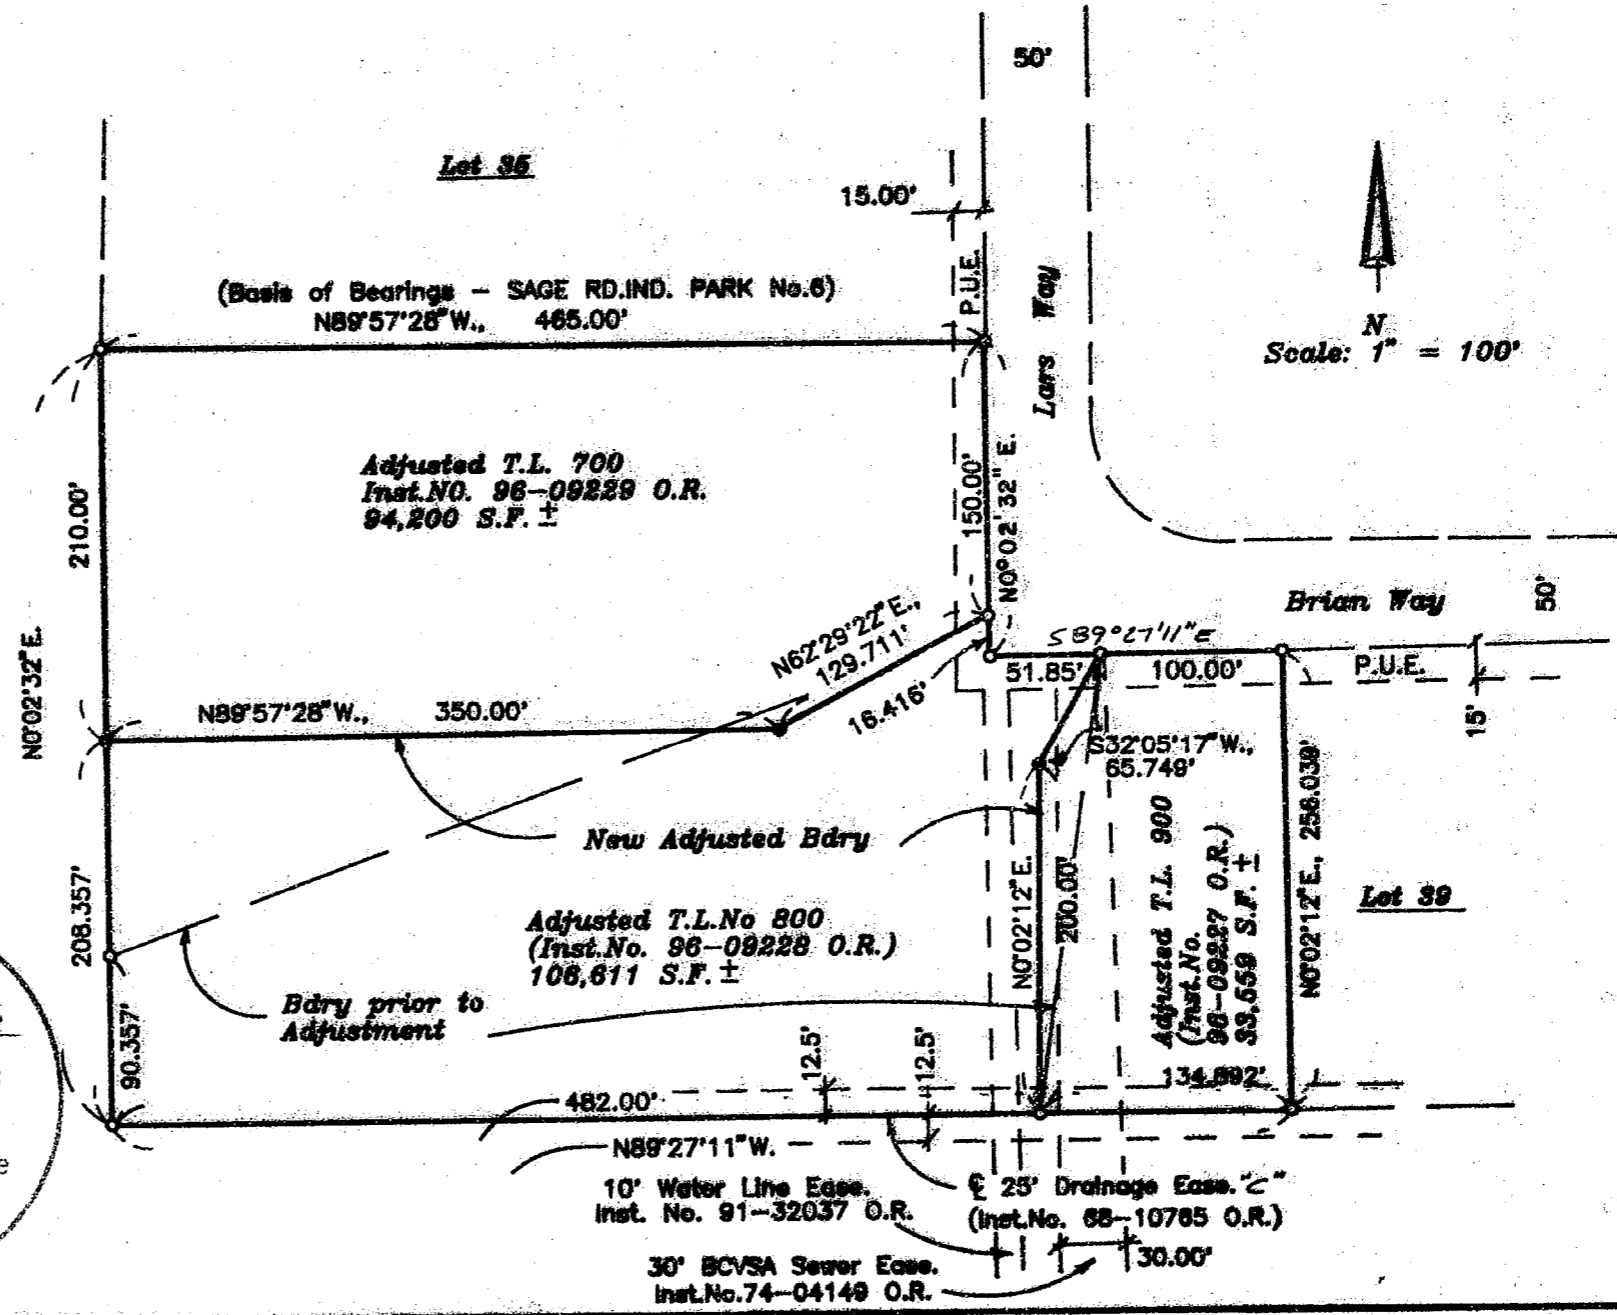 50'
Lot 35
15.00'
(Basis of Bearings – SAGE RD.IND. PARK No.6)
N89°57'28"W., 465.00'
P.U.E.
Lars Way
N
Scale: 1" = 100'
Adjusted T.L. 700
Inst.NO. 96-09229 O.R.
94,200 S.F. ±
210.00'
150.00'
N0°02'32" E.
N0°02'32"E.
Brian Way
50'
N62°29'22"E.,
129.711'
S89°27'11"E
51.85'
100.00'
P.U.E.
15'
16.416'
N89°57'28"W., 350.00'
S32°05'17"W.,
65.749'
New Adjusted Bdry
208.357'
N0°02'12"E.
200.00'
Adjusted T.L. 900
(Inst.No.
96-09227 O.R.)
33,559 S.F. ±
N0°02'12"E., 258.039'
Lot 39
Adjusted T.L.No 800
(Inst.No. 96-09228 O.R.)
106,611 S.F. ±
Bdry prior to
Adjustment
90.357'
12.5'
12.5'
134.892'
482.00'
N89°27'11"W.
10' Water Line Ease.
Inst. No. 91-32037 O.R.
℄ 25' Drainage Ease. "C"
(Inst.No. 68-10765 O.R.)
30' BCVSA Sewer Ease.
Inst.No.74-04149 O.R.
30.00'
e